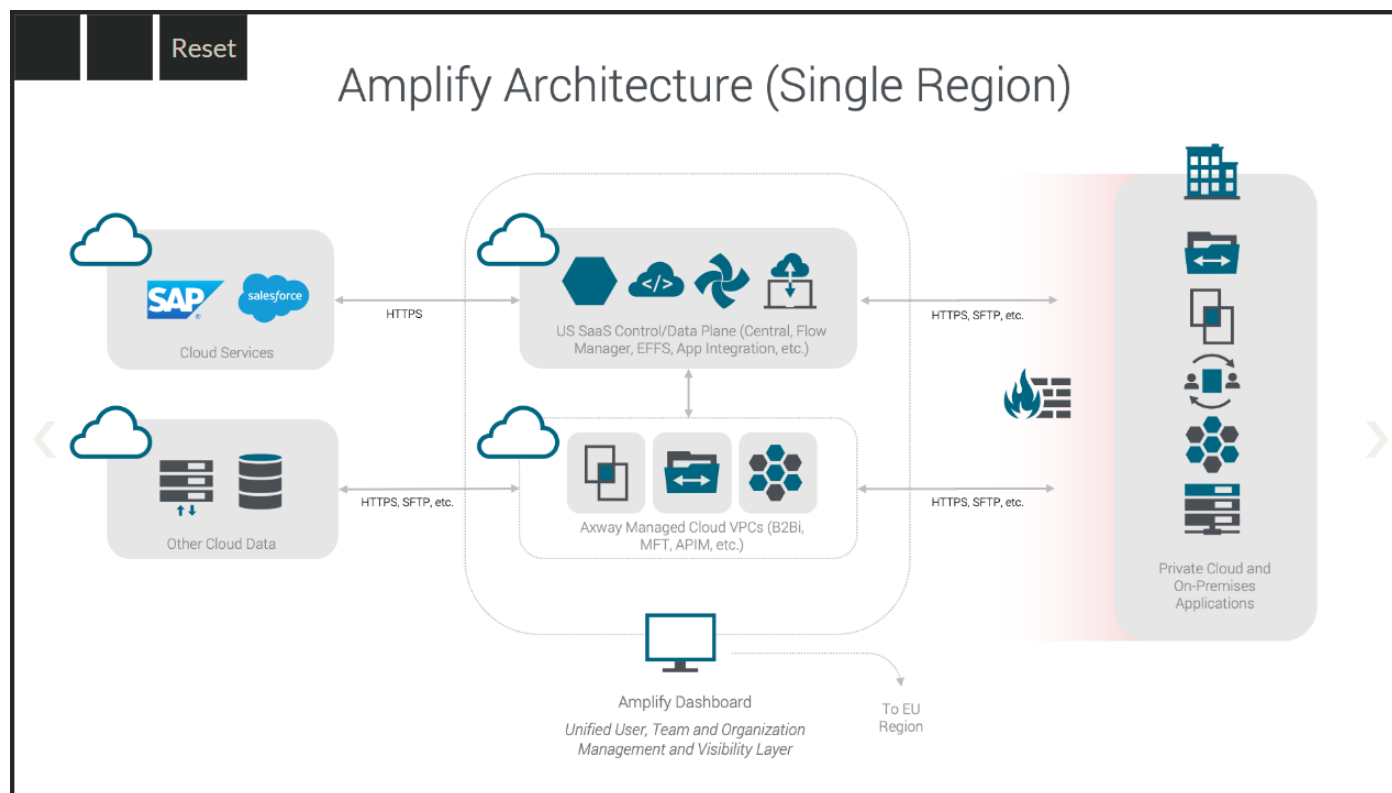 Reset
Amplify Architecture (Single Region)
SAP
®
salesforce
Cloud Services
HTTPS
</>
US SaaS Control/Data Plane (Central, Flow
Manager, EFFS, App Integration, etc.)
HTTPS, SFTP, etc.
Other Cloud Data
HTTPS, SFTP, etc.
Axway Managed Cloud VPCs (B2Bi,
MFT, APIM, etc.)
HTTPS, SFTP, etc.
Private Cloud and
On-Premises
Applications
Amplify Dashboard
Unified User, Team and Organization
Management and Visibility Layer
To EU
Region